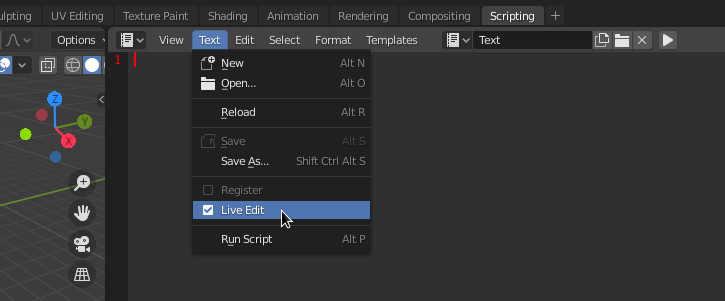 ulpting UV Editing Texture Paint Shading Animation Rendering Compositing Scripting +
Options View Text Edit Select Format Templates Text
1
New Alt N
Open... Alt O
Reload Alt R
Save Alt S
Save As... Shift Ctrl Alt S
Register
Live Edit
Run Script Alt P
Z
Y
X